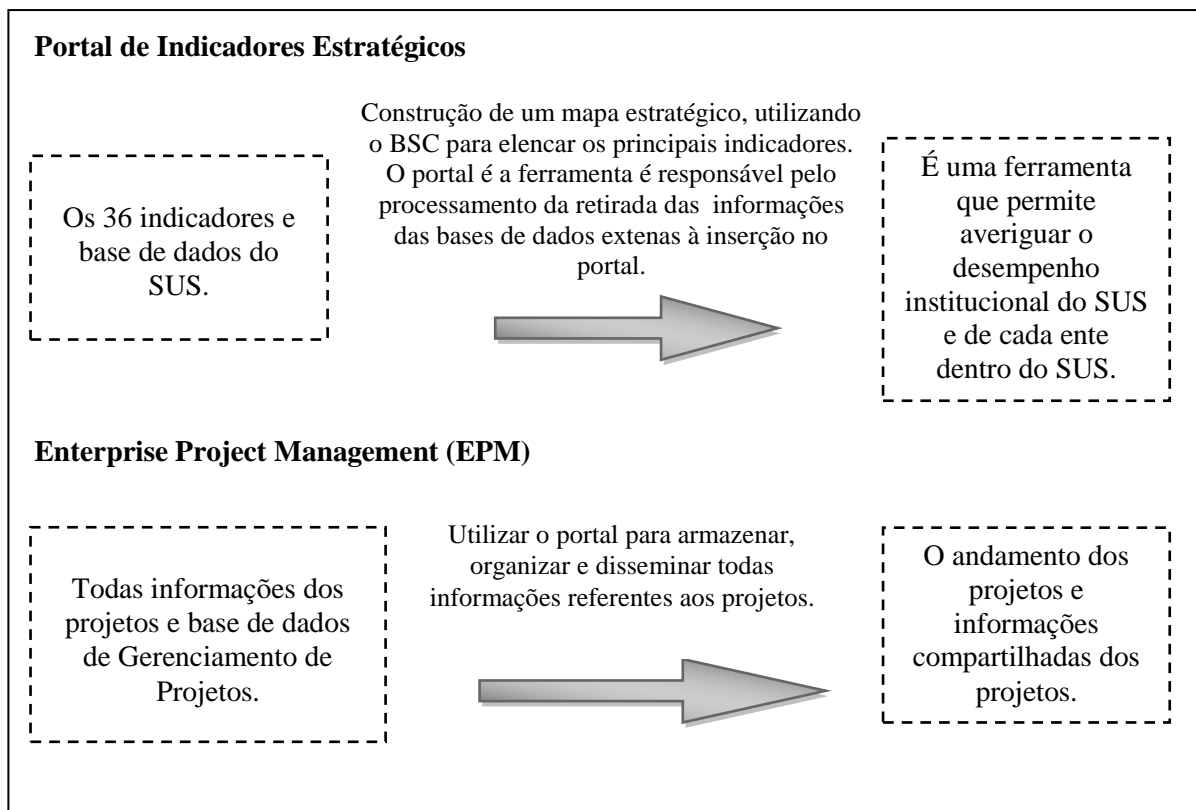 Portal de Indicadores Estratégicos
Os 36 indicadores e
base de dados do
SUS.
Construção de um mapa estratégico, utilizando
o BSC para elencar os principais indicadores.
O portal é a ferramenta é responsável pelo
processamento da retirada das informações
das bases de dados extenas à inserção no
portal.
É uma ferramenta
que permite
averiguar o
desempenho
institucional do SUS
e de cada ente
dentro do SUS.
Enterprise Project Management (EPM)
Todas informações dos
projetos e base de dados
de Gerenciamento de
Projetos.
Utilizar o portal para armazenar,
organizar e disseminar todas
informações referentes aos projetos.
O andamento dos
projetos e
informações
compartilhadas dos
projetos.